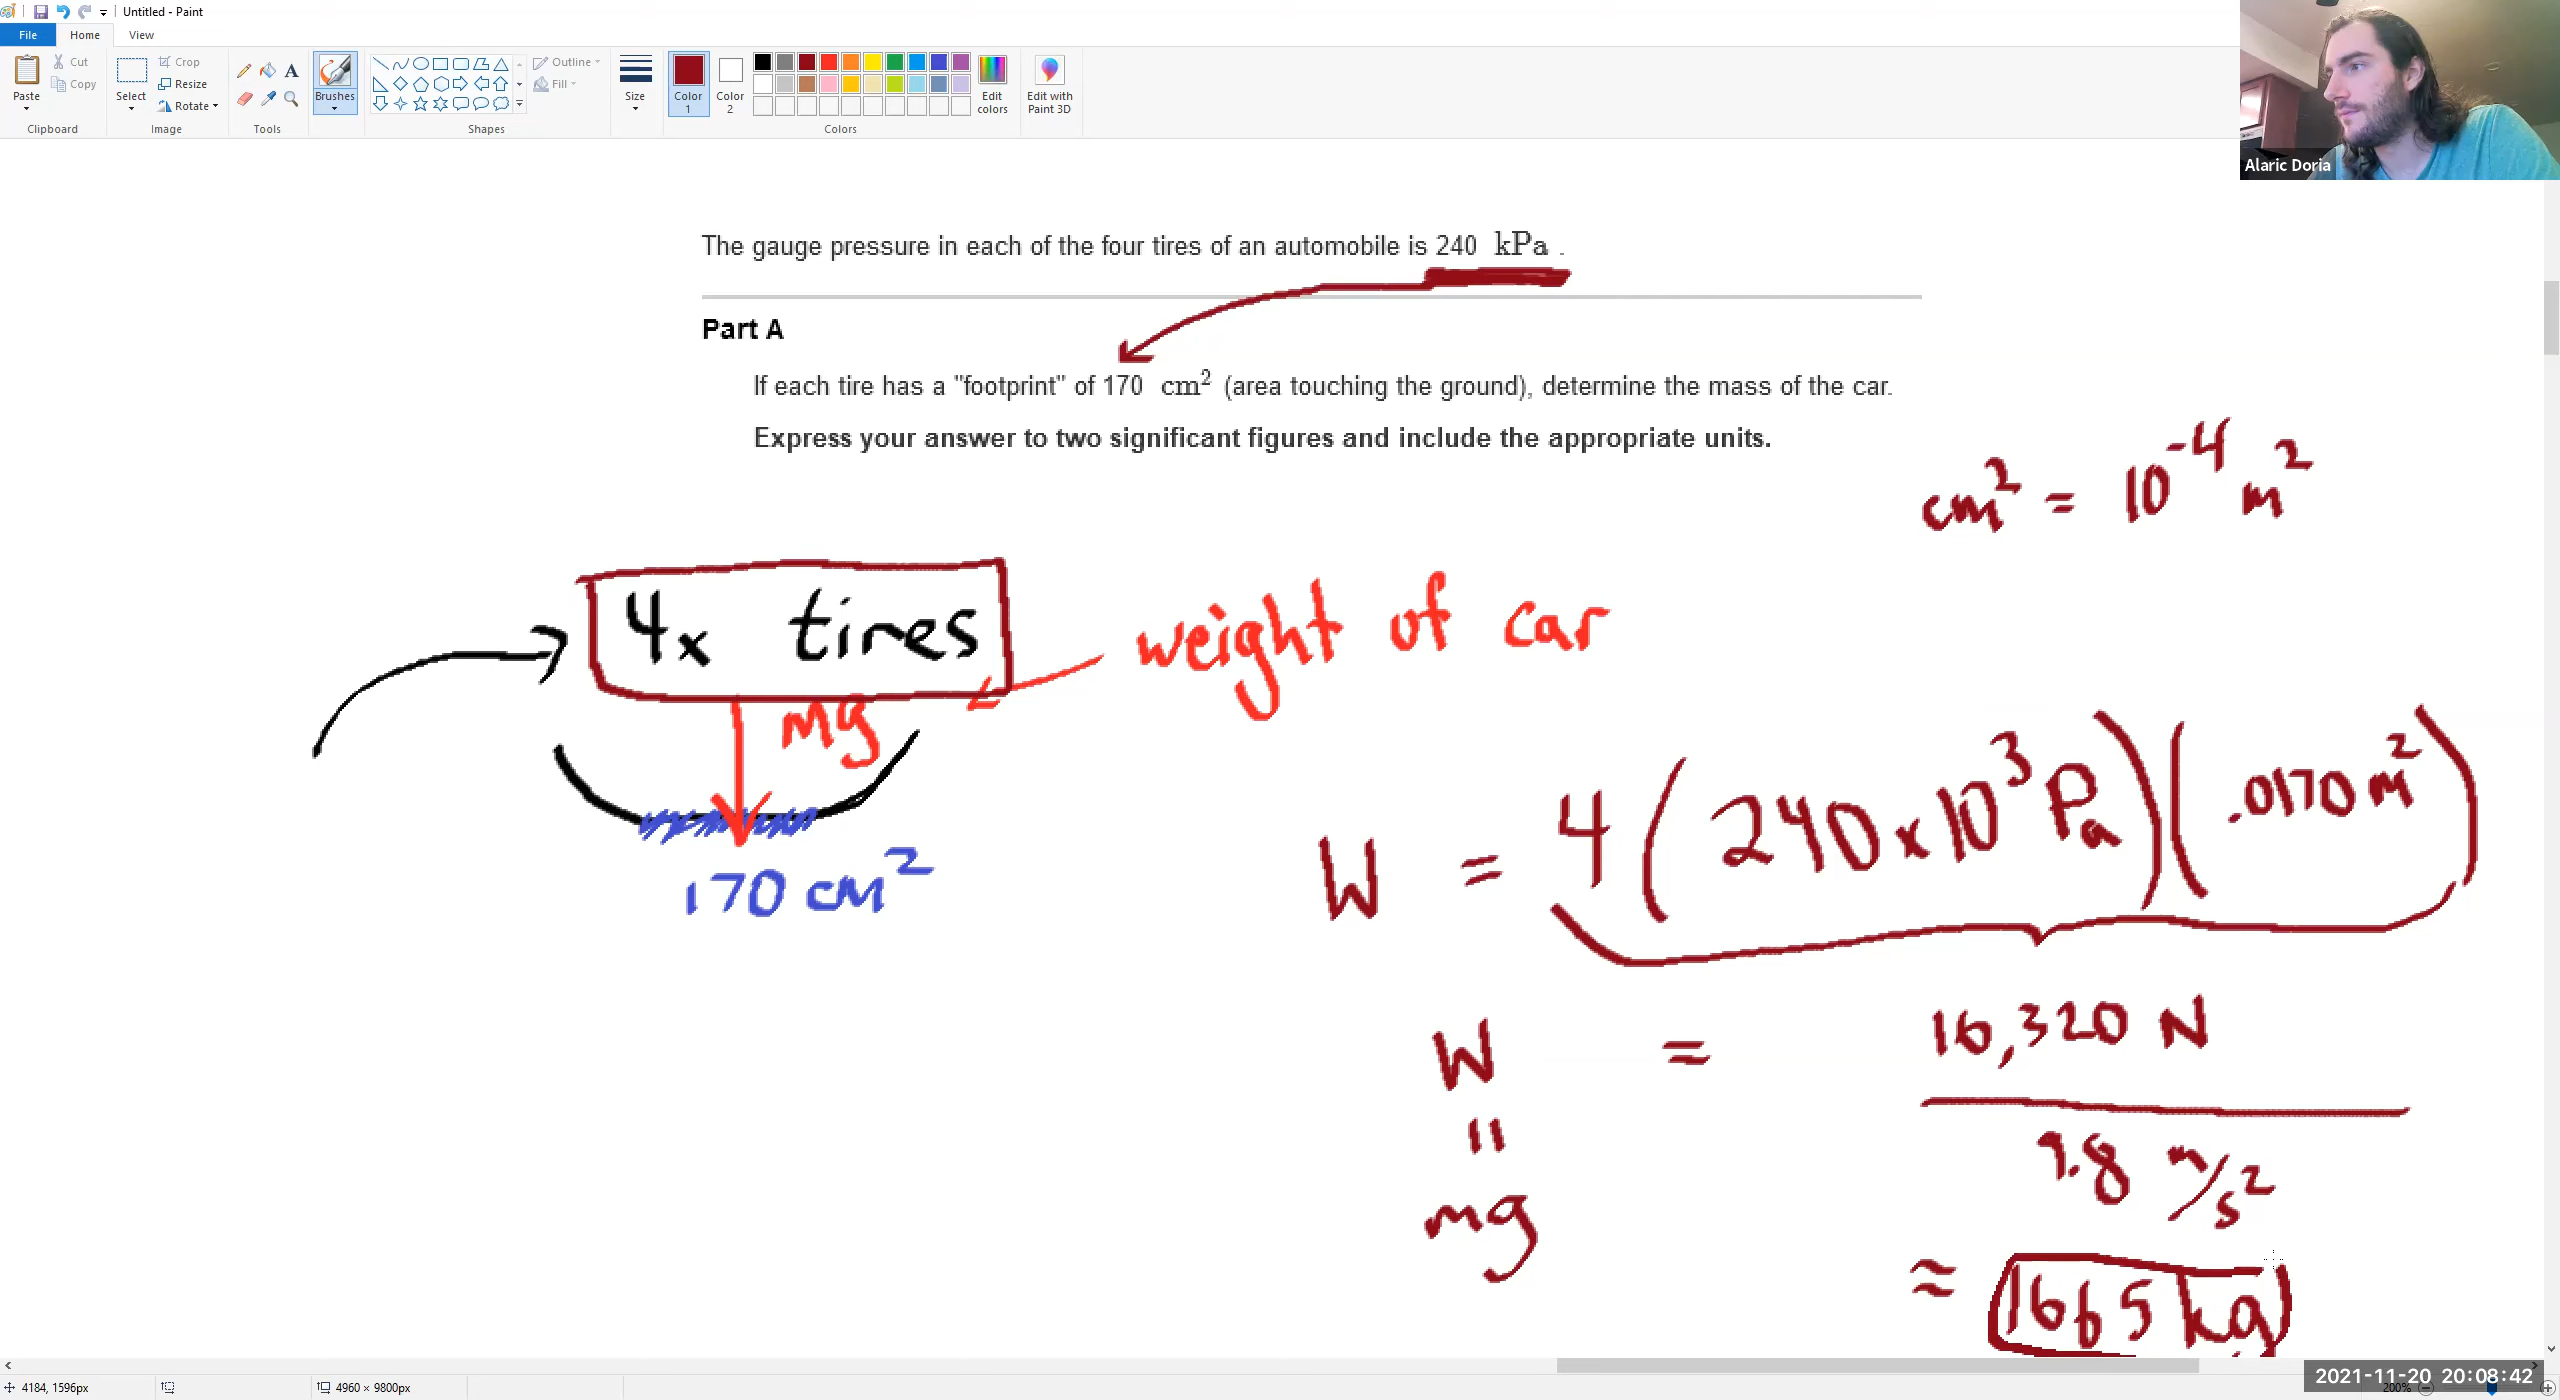 Untitled - Paint
File Home View
Paste
Cut
Copy
Clipboard
Select
Crop
Resize
Rotate
Image
Tools
Brushes
Shapes
Outline
Fill
Size
Color 1
Color 2
Colors
Edit colors
Edit with Paint 3D
Alaric Doria
The gauge pressure in each of the four tires of an automobile is 240 kPa .
Part A
If each tire has a "footprint" of 170 cm² (area touching the ground), determine the mass of the car.
Express your answer to two significant figures and include the appropriate units.
cm² = 10⁻⁴ m²
4x tires
weight of car
mg
170 cm²
W = 4(240x10³ Pa)(.0170 m²)
W = 16,320 N
9.8 m/s²
"
mg
≈ 1665 kg
4184, 1596px
4960 × 9800px
200%
2021-11-20 20:08:42